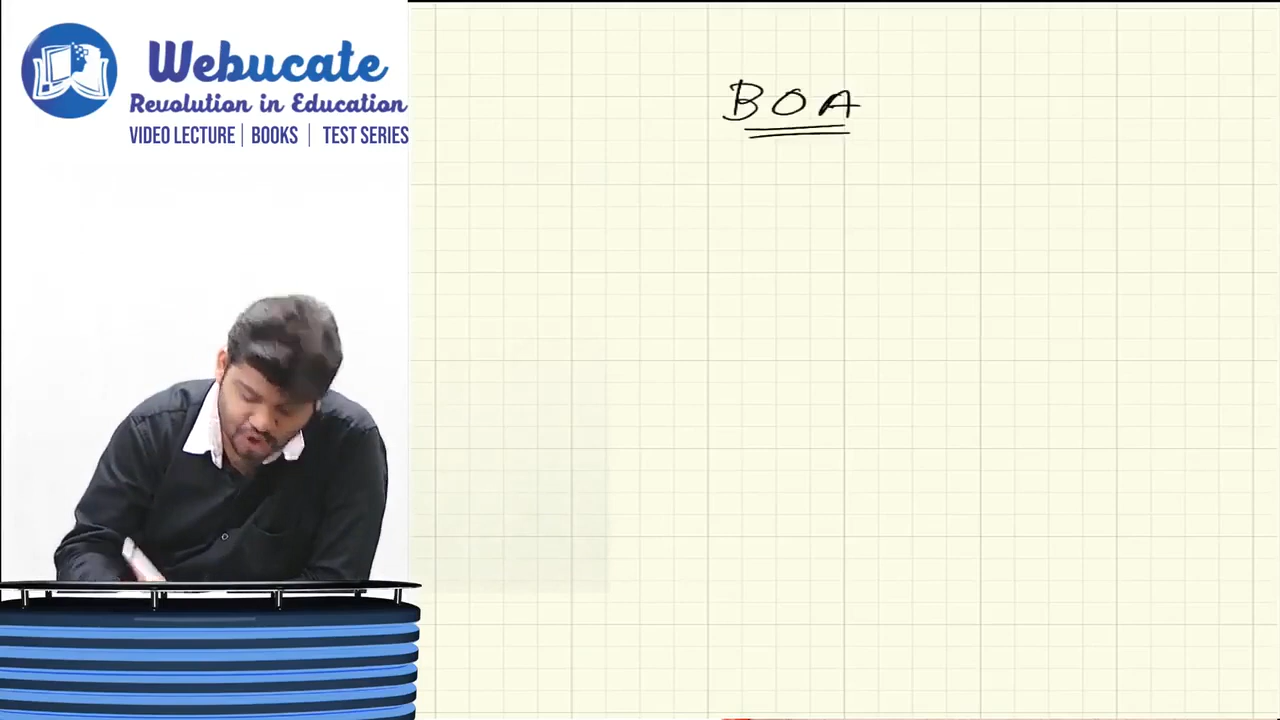 Webucate
Revolution in Education
VIDEO LECTURE | BOOKS | TEST SERIES
BOA